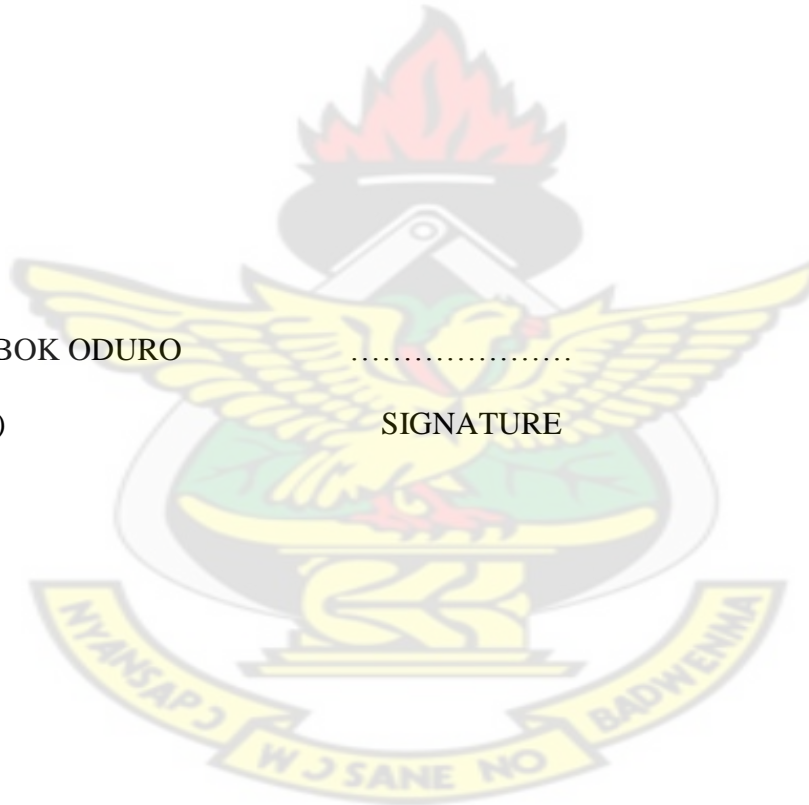 BOK ODURO …………………
) SIGNATURE
NYANSAPƆ WƆSANE NO BADWENMA